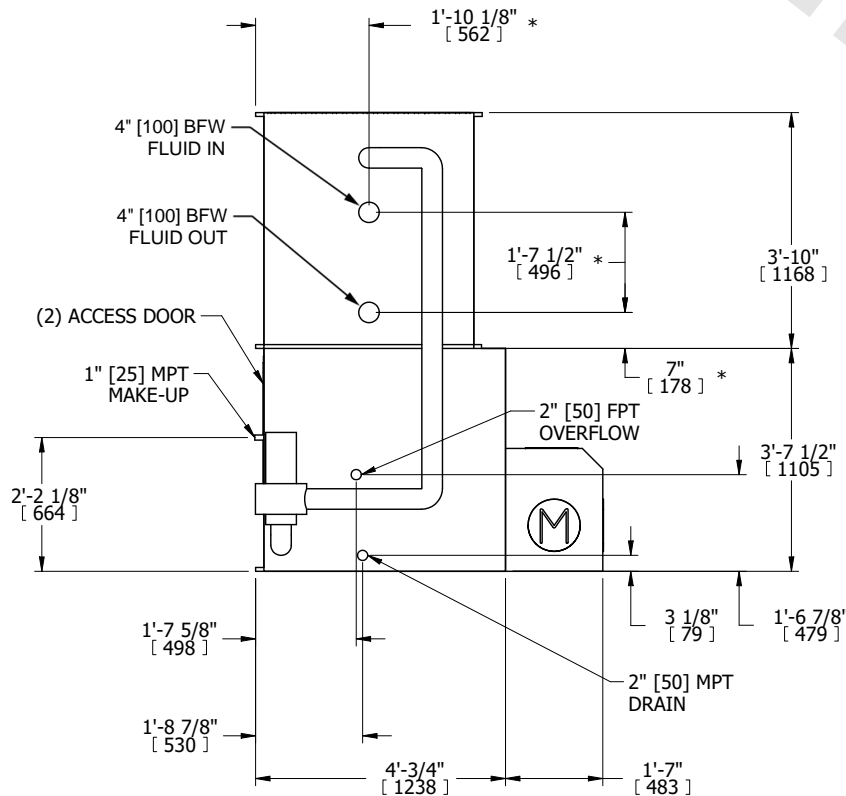 1'-10 1/8" *
[ 562 ]
4" [100] BFW
FLUID IN
4" [100] BFW
FLUID OUT
1'-7 1/2" *
[ 496 ]
3'-10"
[ 1168 ]
(2) ACCESS DOOR
7" *
[ 178 ]
1" [25] MPT
MAKE-UP
2" [50] FPT
OVERFLOW
3'-7 1/2"
[ 1105 ]
2'-2 1/8"
[ 664 ]
M
1'-7 5/8"
[ 498 ]
3 1/8"
[ 79 ]
1'-6 7/8"
[ 479 ]
2" [50] MPT
DRAIN
1'-8 7/8"
[ 530 ]
4'-3/4"
[ 1238 ]
1'-7"
[ 483 ]